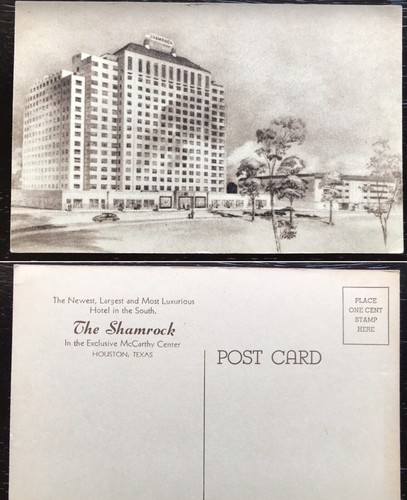 SHAMROCK
The Newest, Largest and Most Luxurious
Hotel in the South,
The Shamrock
In the Exclusive McCarthy Center
HOUSTON, TEXAS
PLACE
ONE CENT
STAMP
HERE
POST CARD